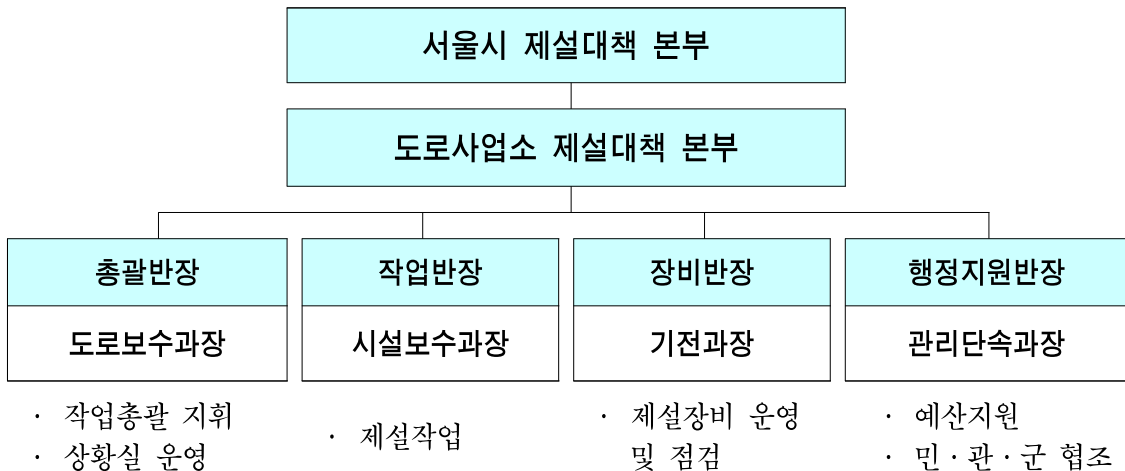 서울시 제설대책 본부
도로사업소 제설대책 본부
총괄반장
도로보수과장
· 작업총괄 지휘
· 상황실 운영
작업반장
시설보수과장
· 제설작업
장비반장
기전과장
· 제설장비 운영
및 점검
행정지원반장
관리단속과장
· 예산지원
· 민·관·군 협조